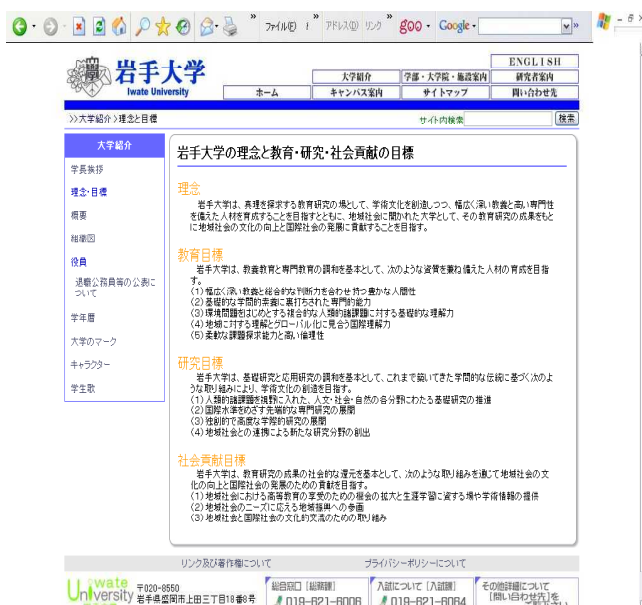 ファイル(F)
アドレス(D)
リンク
goo
Google
岩手大学
Iwate University
ENGLISH
大学紹介
学部・大学院・施設案内
研究者案内
ホーム
キャンパス案内
サイトマップ
問い合わせ先
>>大学紹介>理念と目標
サイト内検索
検索
大学紹介
学長挨拶
理念・目標
概要
組織図
役員
退職公務員等の公表に
ついて
学年暦
大学のマーク
キャラクター
学生歌
岩手大学の理念と教育・研究・社会貢献の目標
理念
岩手大学は、真理を探求する教育研究の場として、学術文化を創造しつつ、幅広く深い教養と高い専門性
を備えた人材を育成することを目指すとともに、地域社会に開かれた大学として、その教育研究の成果をもと
に地域社会の文化の向上と国際社会の発展に貢献することを目指す。
教育目標
岩手大学は、教養教育と専門教育の調和を基本として、次のような資質を兼ね備えた人材の育成を目指
す。
(1)幅広く深い教養と総合的な判断力を合わせ持つ豊かな人間性
(2)基礎的な学問的素養に裏打ちされた専門的能力
(3)環境問題をはじめとする複合的な人類的諸課題に対する基礎的な理解力
(4)地域に対する理解とグローバル化に見合う国際理解力
(5)柔軟な課題探求能力と高い倫理性
研究目標
岩手大学は、基礎研究と応用研究の調和を基本として、これまで築いてきた学問的な伝統に基づく次のよ
うな取り組みにより、学術文化の創造を目指す。
(1)人類的諸課題を視野に入れた、人文・社会・自然の各分野にわたる基礎研究の推進
(2)国際水準をめざす先端的な専門研究の展開
(3)独創的で高度な学際的研究の展開
(4)地域社会との連携による新たな研究分野の創出
社会貢献目標
岩手大学は、教育研究の成果の社会的な還元を基本として、次のような取り組みを通じて地域社会の文
化の向上と国際社会の発展のための貢献を目指す。
(1)地域社会における高等教育の享受のための機会の拡大と生涯学習に資する場や学術情報の提供
(2)地域社会のニーズに応える地域振興への参画
(3)地域社会と国際社会の文化的交流のための取り組み
リンク及び著作権について
プライバシーポリシーについて
Iwate
University
〒020-8550
岩手県盛岡市上田三丁目18番8号
総合窓口 [総務課]
019-621-6006
入試について [入試課]
019-621-6064
その他詳細について
[問い合わせ先]を